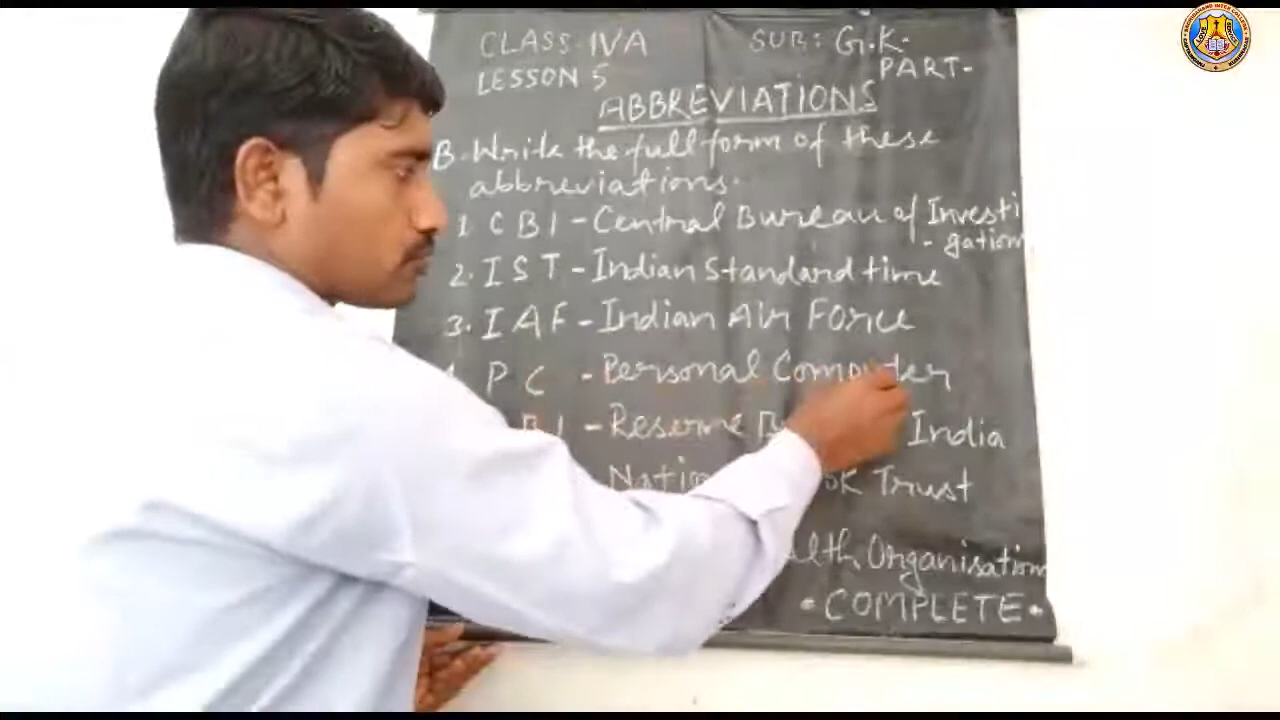 CLASS-IVA SUB: G.K.
LESSON 5 PART-
ABBREVIATIONS
B. Write the full form of these
abbreviations.
1. C B I - Central Bureau of Investi
- gation
2. I S T - Indian Standard time
3. I A F - Indian Air Force
P C - Personal Computer
B I - Reserve India
Trust
Organisation
• COMPLETE •